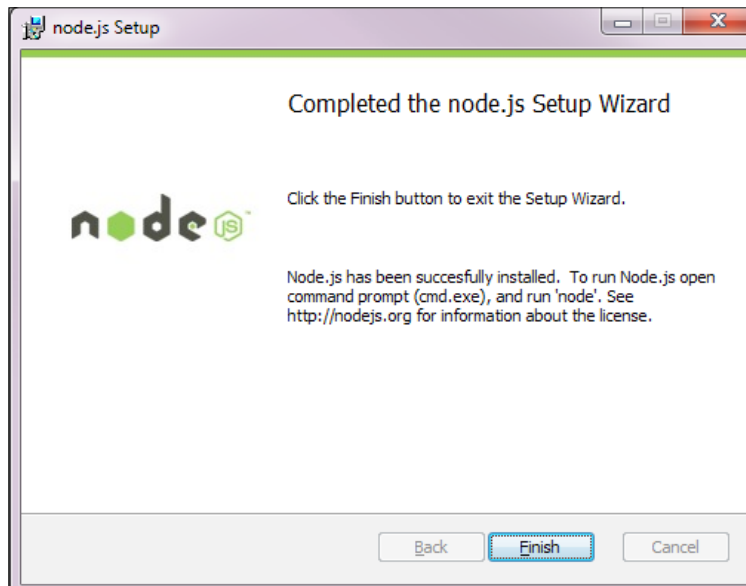 node.js Setup
Completed the node.js Setup Wizard
Click the Finish button to exit the Setup Wizard.
node JS™
Node.js has been succesfully installed. To run Node.js open
command prompt (cmd.exe), and run 'node'. See
http://nodejs.org for information about the license.
Back Finish Cancel